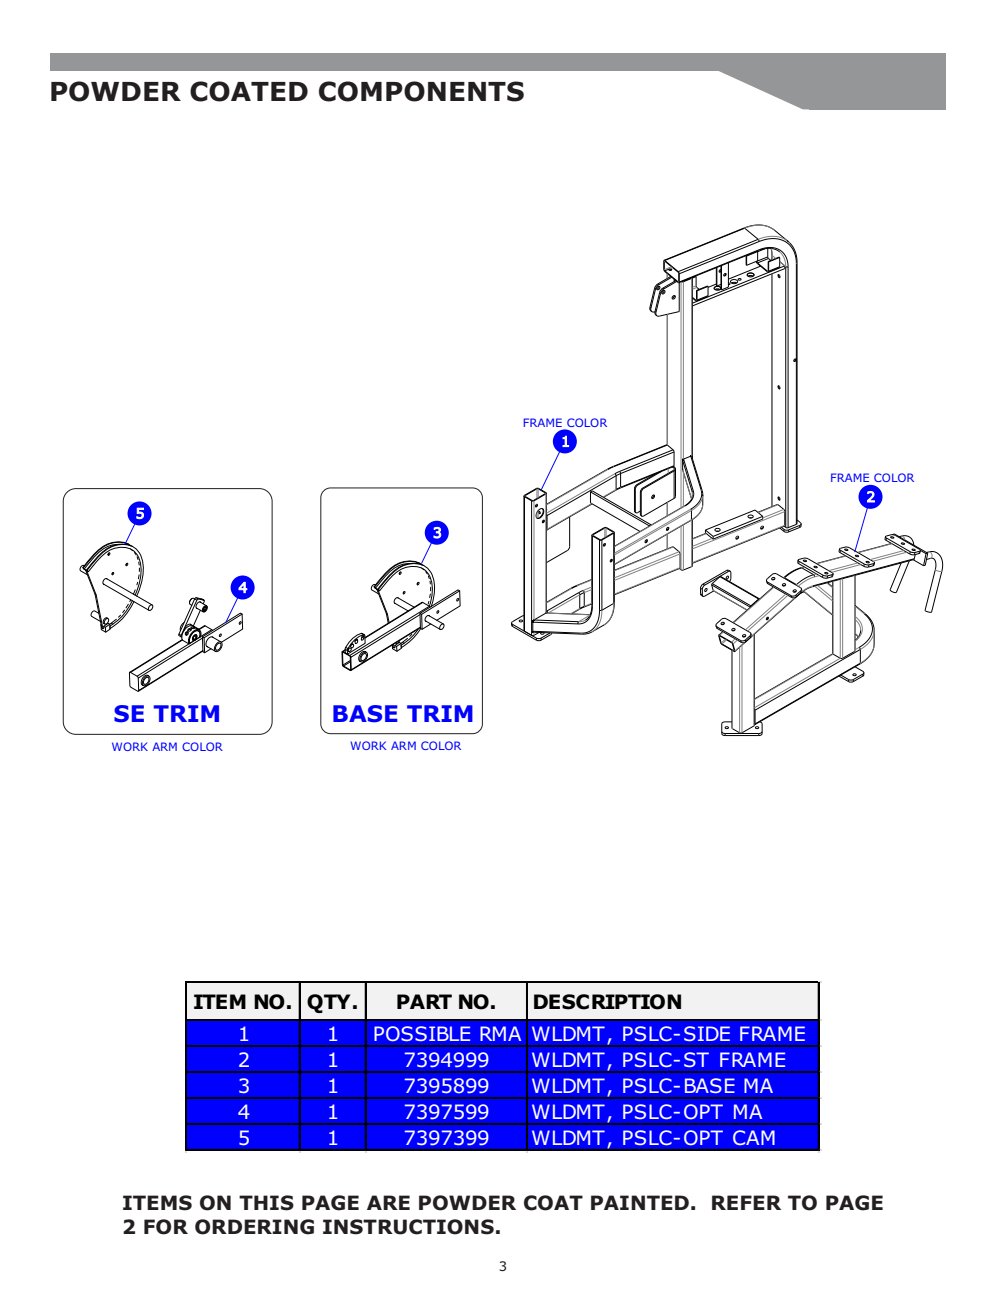 POWDER COATED COMPONENTS
FRAME COLOR
1
FRAME COLOR
2
5
3
4
SE TRIM
BASE TRIM
WORK ARM COLOR
WORK ARM COLOR
ITEM NO. QTY. PART NO. DESCRIPTION
1 1 POSSIBLE RMA WLDMT, PSLC-SIDE FRAME
2 1 7394999 WLDMT, PSLC-ST FRAME
3 1 7395899 WLDMT, PSLC-BASE MA
4 1 7397599 WLDMT, PSLC-OPT MA
5 1 7397399 WLDMT, PSLC-OPT CAM
ITEMS ON THIS PAGE ARE POWDER COAT PAINTED. REFER TO PAGE
2 FOR ORDERING INSTRUCTIONS.
3